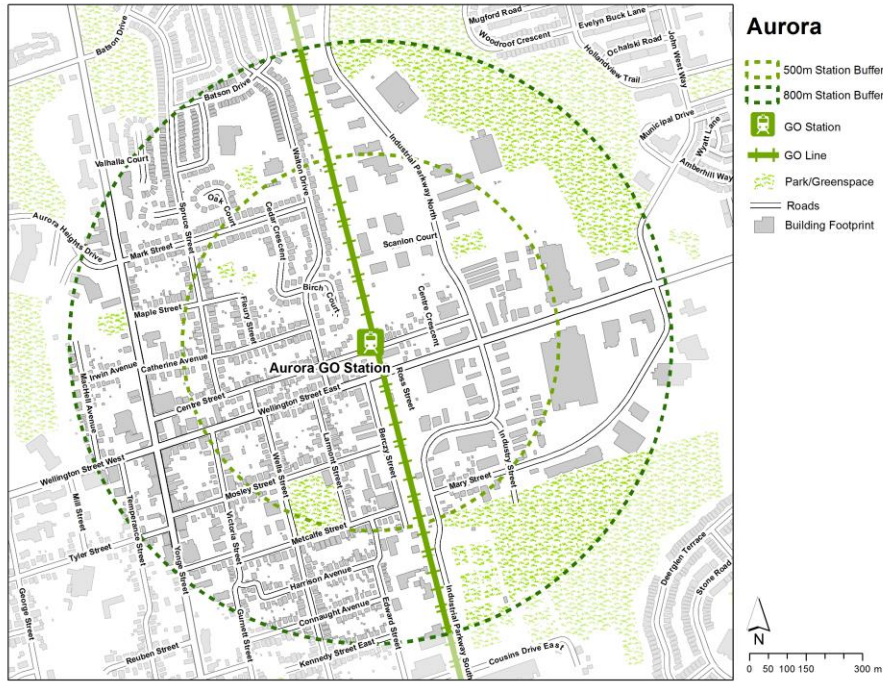 Aurora
500m Station Buffer
800m Station Buffer
GO Station
GO Line
Park/Greenspace
Roads
Building Footprint
Mugford Road
Evelyn Buck Lane
Woodroof Crescent
Ochalski Road
Hollandview Trail
John West Way
Batson Drive
Batson Drive
Municipal Drive
Wyatt Lane
Amberhill Way
Walton Drive
Industrial Parkway North
Valhalla Court
Oak Court
Spruce Street
Cedar Crescent
Aurora Heights Drive
Mark Street
Scanlon Court
Birch Court
Maple Street
Fleury Street
Centre Crescent
Irwin Avenue
Catherine Avenue
Aurora GO Station
Machell Avenue
Centre Street
Wellington Street East
Ross Street
Wellington Street West
Berczy Street
Larmont Street
Wells Street
Industry Street
Mosley Street
Mary Street
Mill Street
Temperance Street
Victoria Street
Tyler Street
Yonge Street
Metcalfe Street
Harrison Avenue
George Street
Gurnett Street
Connaught Avenue
Edward Street
Industrial Parkway South
Deerglen Terrace
Stone Road
Reuben Street
Kennedy Street East
Cousins Drive East
N
0 50 100 150 300 m